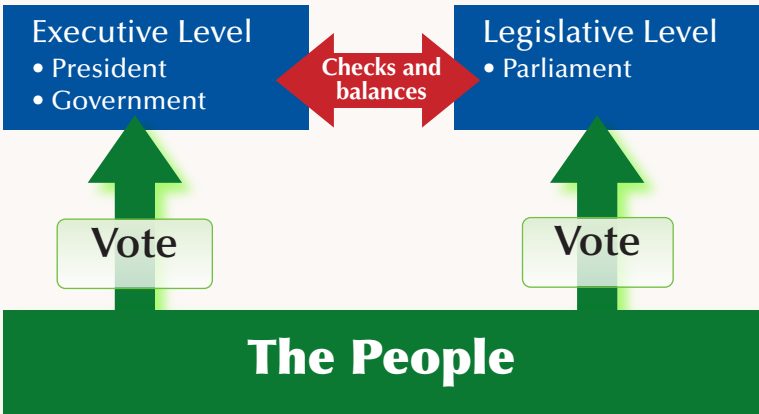 Executive Level
• President
• Government
Checks and
balances
Legislative Level
• Parliament
Vote
Vote
The People